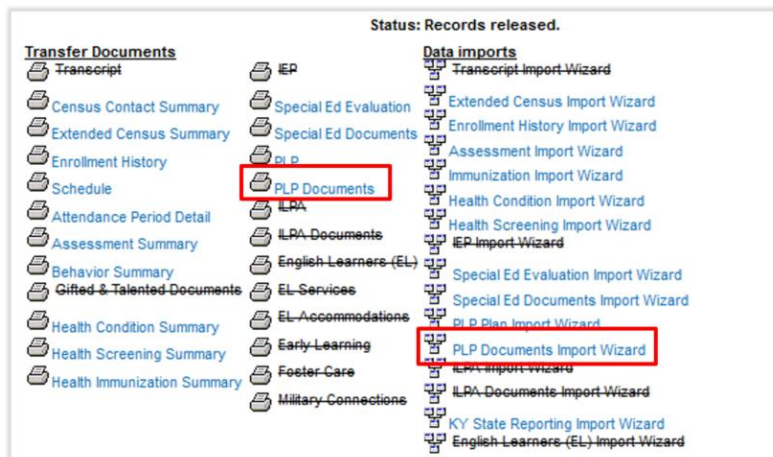 Status: Records released.
Transfer Documents
Transcript
Census Contact Summary
Extended Census Summary
Enrollment History
Schedule
Attendance Period Detail
Assessment Summary
Behavior Summary
Gifted & Talented Documents
Health Condition Summary
Health Screening Summary
Health Immunization Summary
IEP
Special Ed Evaluation
Special Ed Documents
PLP
PLP Documents
ILPA
ILPA Documents
English Learners (EL)
EL Services
EL Accommodations
Early Learning
Foster Care
Military Connections
Data imports
Transcript Import Wizard
Extended Census Import Wizard
Enrollment History Import Wizard
Assessment Import Wizard
Immunization Import Wizard
Health Condition Import Wizard
Health Screening Import Wizard
IEP Import Wizard
Special Ed Evaluation Import Wizard
Special Ed Documents Import Wizard
PLP Plan Import Wizard
PLP Documents Import Wizard
ILPA Import Wizard
ILPA Documents Import Wizard
KY State Reporting Import Wizard
English Learners (EL) Import Wizard